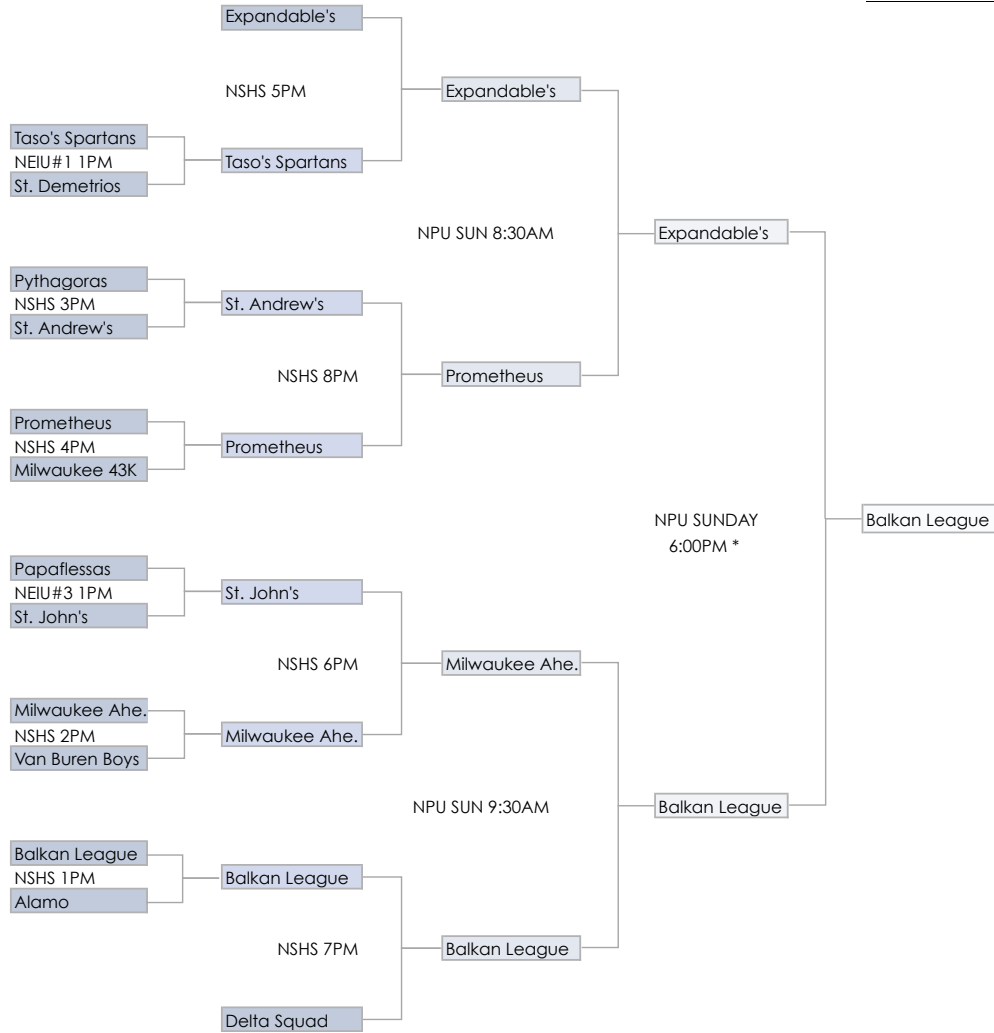 Expandable's
NSHS 5PM
Expandable's
Taso's Spartans
NEIU#1 1PM
St. Demetrios
Taso's Spartans
NPU SUN 8:30AM
Expandable's
Pythagoras
NSHS 3PM
St. Andrew's
St. Andrew's
NSHS 8PM
Prometheus
Prometheus
NSHS 4PM
Milwaukee 43K
Prometheus
NPU SUNDAY
6:00PM *
Balkan League
Papaflessas
NEIU#3 1PM
St. John's
St. John's
NSHS 6PM
Milwaukee Ahe.
Milwaukee Ahe.
NSHS 2PM
Van Buren Boys
Milwaukee Ahe.
NPU SUN 9:30AM
Balkan League
Balkan League
NSHS 1PM
Alamo
Balkan League
NSHS 7PM
Balkan League
Delta Squad